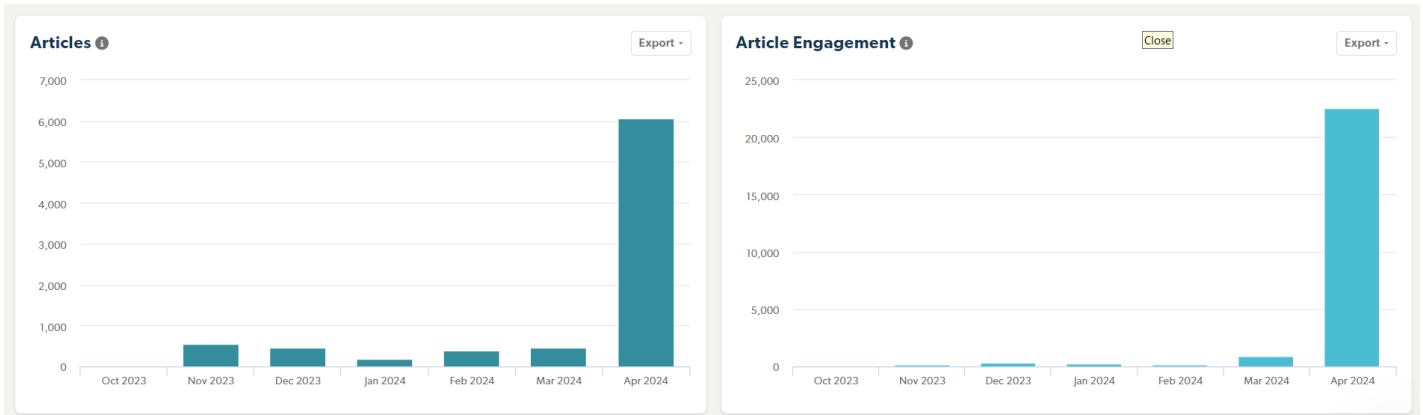 Articles
Export
7,000
6,000
5,000
4,000
3,000
2,000
1,000
0
Oct 2023 Nov 2023 Dec 2023 Jan 2024 Feb 2024 Mar 2024 Apr 2024
Article Engagement
Close
Export
25,000
20,000
15,000
10,000
5,000
0
Oct 2023 Nov 2023 Dec 2023 Jan 2024 Feb 2024 Mar 2024 Apr 2024